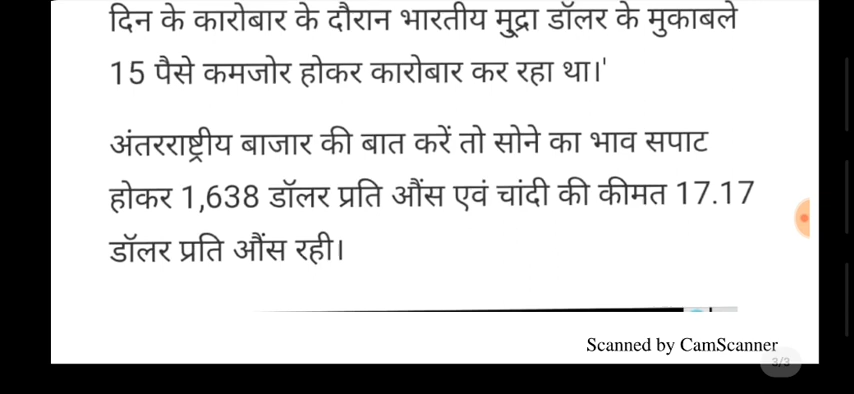 दिन के कारोबार के दौरान भारतीय मुद्रा डॉलर के मुकाबले
15 पैसे कमजोर होकर कारोबार कर रहा था।'
अंतरराष्ट्रीय बाजार की बात करें तो सोने का भाव सपाट
होकर 1,638 डॉलर प्रति औंस एवं चांदी की कीमत 17.17
डॉलर प्रति औंस रही।
Scanned by CamScanner
3/3